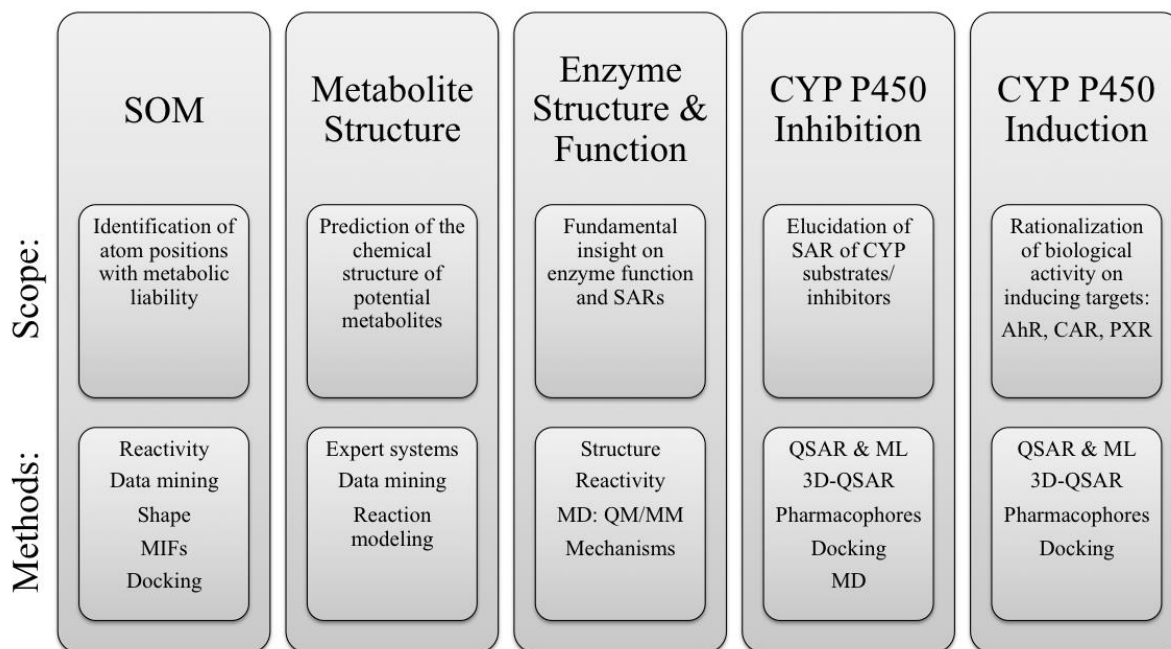 SOM
Metabolite
Structure
Enzyme
Structure &
Function
CYP P450
Inhibition
CYP P450
Induction
Scope:
Identification of
atom positions
with metabolic
liability
Prediction of the
chemical
structure of
potential
metabolites
Fundamental
insight on
enzyme function
and SARs
Elucidation of
SAR of CYP
substrates/
inhibitors
Rationalization
of biological
activity on
inducing targets:
AhR, CAR, PXR
Methods:
Reactivity
Data mining
Shape
MIFs
Docking
Expert systems
Data mining
Reaction
modeling
Structure
Reactivity
MD: QM/MM
Mechanisms
QSAR & ML
3D-QSAR
Pharmacophores
Docking
MD
QSAR & ML
3D-QSAR
Pharmacophores
Docking